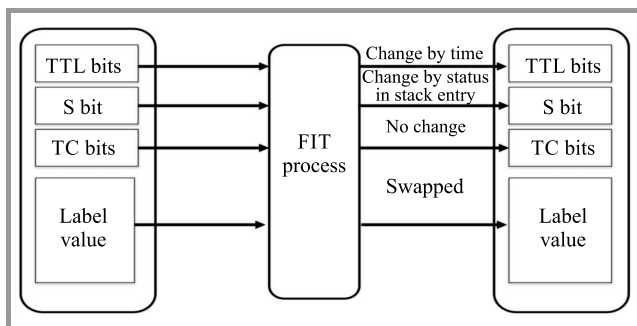 TTL bits
S bit
TC bits
Label
value
FIT
process
Change by time
Change by status
in stack entry
No change
Swapped
TTL bits
S bit
TC bits
Label
value